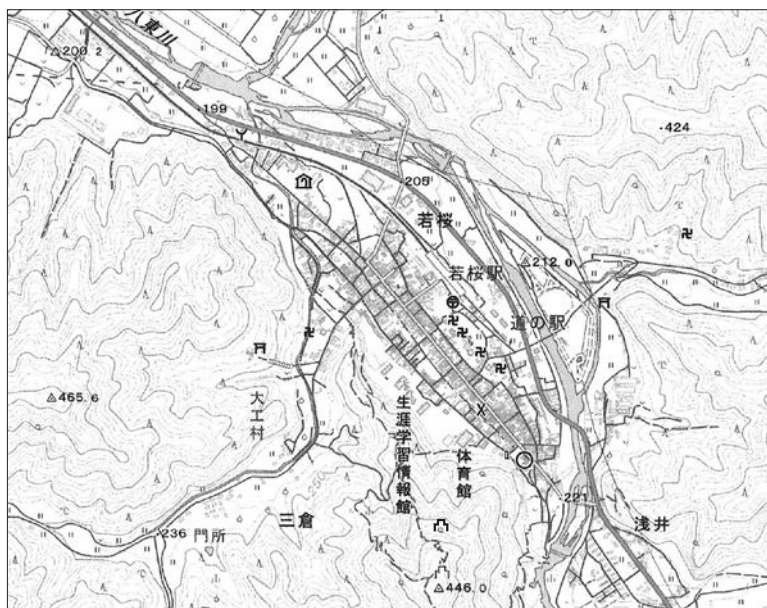 八東川
200.2
199
424
205
若桜
若桜駅
212.0
道の駅
465.6
大工村
生涯学習情報館
体育館
250
221
三倉
浅井
236
門所
446.0